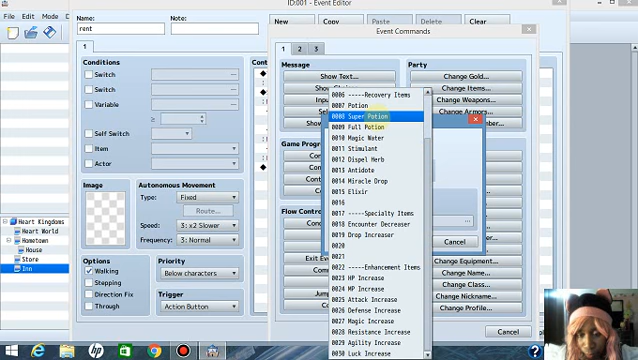 ID:001 - Event Editor
Edit Mode
Name:
rent
Note:
New Copy Paste Delete Clear
1
Event Commands
1 2 3
Conditions
Switch
Switch
Variable
≥
Self Switch
Item
Actor
Image
Autonomous Movement
Type: Fixed
Route...
Speed: 3: x2 Slower
Frequency: 3: Normal
Options
Walking
Stepping
Direction Fix
Through
Priority
Below characters
Trigger
Action Button
Heart Kingdoms
Heart World
Hometown
House
Store
Inn
Message
Show Text...
Party
Change Gold...
Change Items...
Change Weapons...
Change Armors...
Flow Control
Change Equipment...
Change Name...
Change Class...
Change Nickname...
Change Profile...
Cancel
Cancel
0006 -----Recovery Items
0007 Potion
0008 Super Potion
0009 Full Potion
0010 Magic Water
0011 Stimulant
0012 Dispel Herb
0013 Antidote
0014 Miracle Drop
0015 Elixir
0016
0017 -----Specialty Items
0018 Encounter Decreaser
0019 Drop Increaser
0020
0021
0022 -----Enhancement Items
0023 HP Increase
0024 MP Increase
0025 Attack Increase
0026 Defense Increase
0027 Magic Increase
0028 Resistance Increase
0029 Agility Increase
0030 Luck Increase